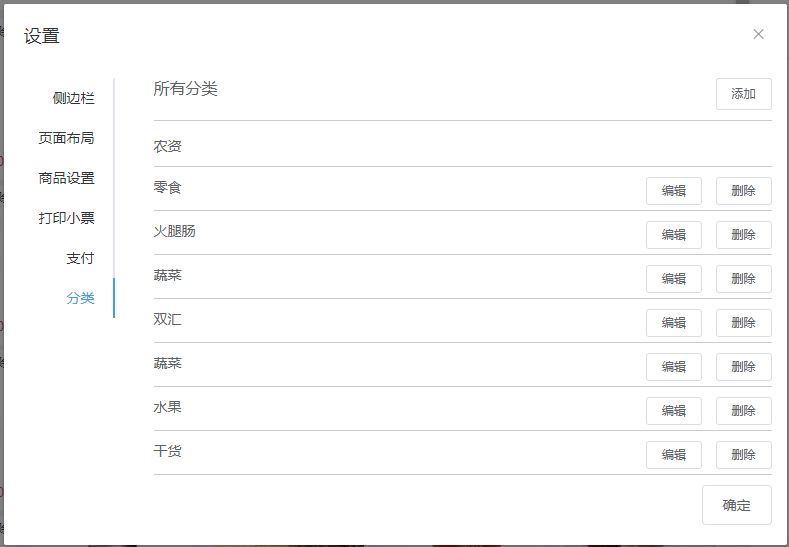 设置
侧边栏
页面布局
商品设置
打印小票
支付
分类
所有分类
添加
农资
零食 编辑 删除
火腿肠 编辑 删除
蔬菜 编辑 删除
双汇 编辑 删除
蔬菜 编辑 删除
水果 编辑 删除
干货 编辑 删除
确定